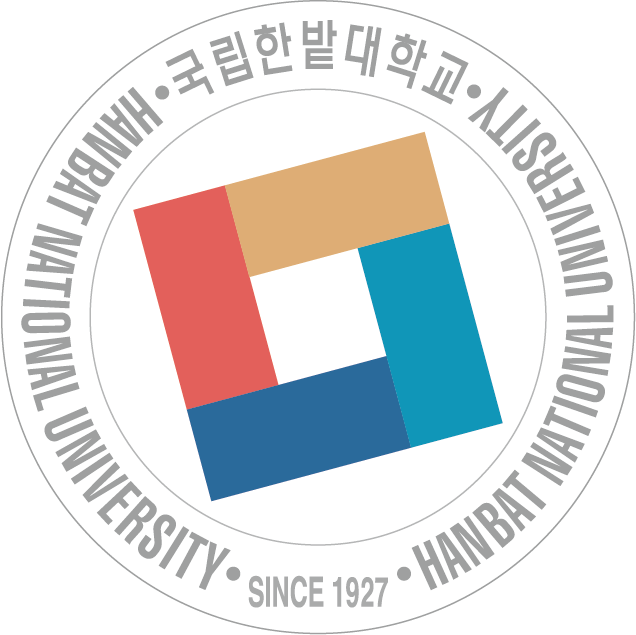 국립한밭대학교
HANBAT NATIONAL UNIVERSITY
HANBAT NATIONAL UNIVERSITY
SINCE 1927